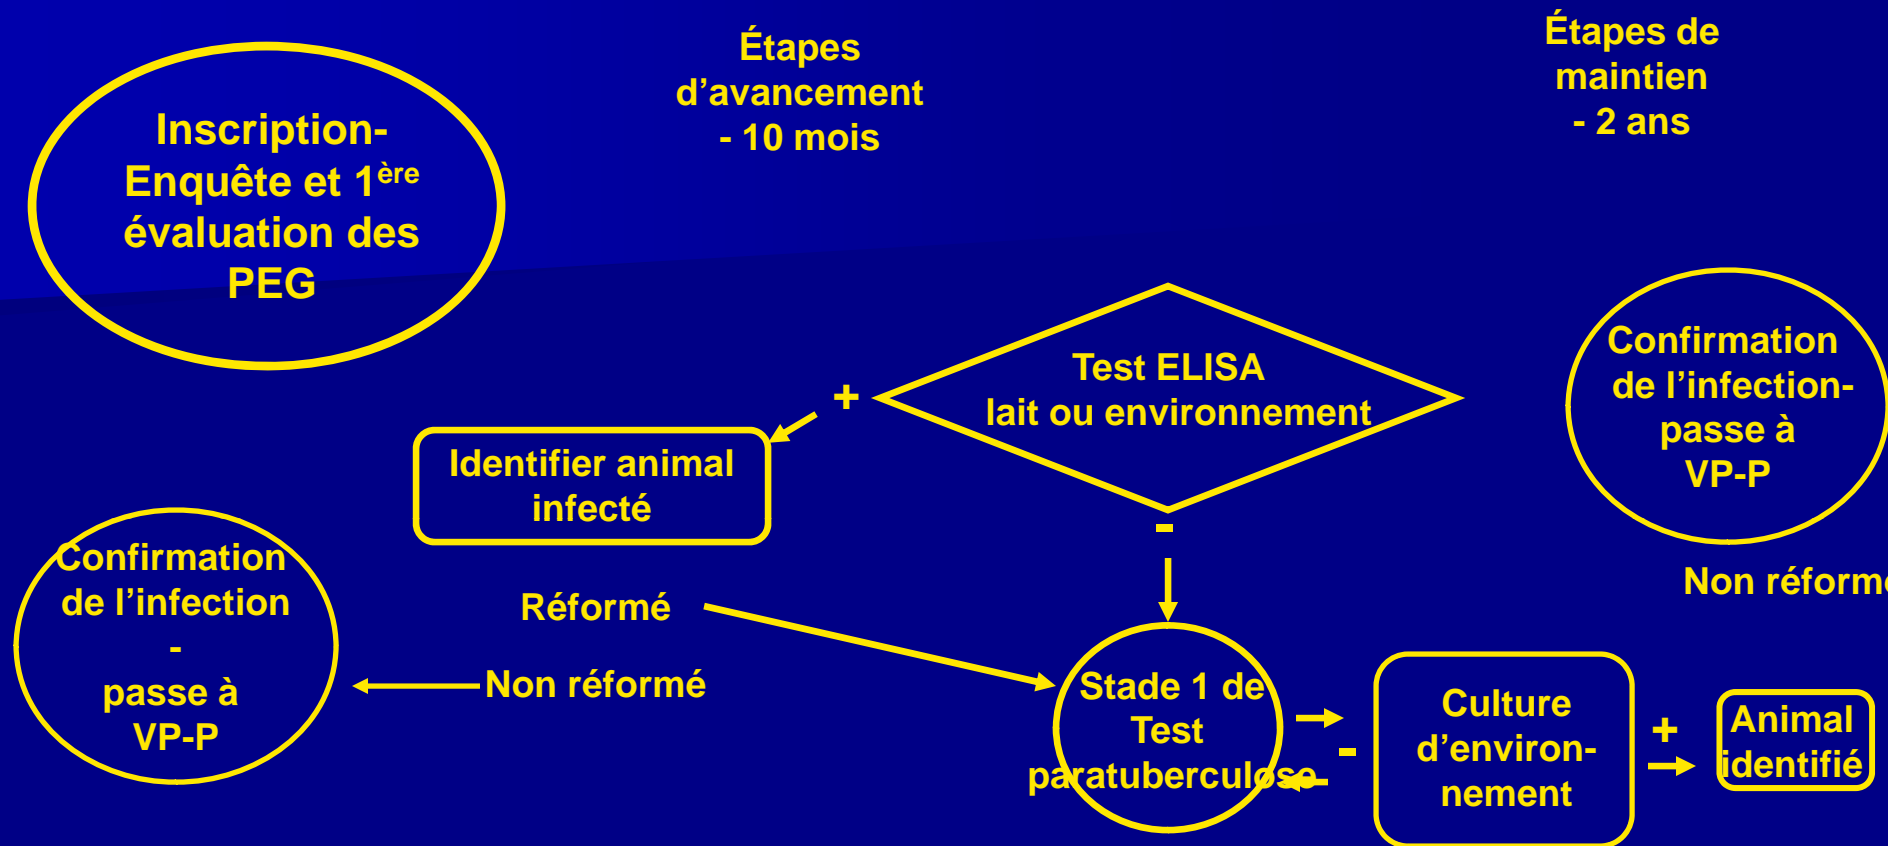 Inscription-
Enquête et 1ère
évaluation des
PEG
Étapes
d’avancement
- 10 mois
Étapes de
maintien
- 2 ans
Test ELISA
lait ou environnement
+
-
Identifier animal
infecté
Confirmation
de l’infection-
passe à
VP-P
Confirmation
de l’infection
-
passe à
VP-P
Réformé
Non réformé
Non réformé
Stade 1 de
Test
paratuberculose
-
Culture
d’environ-
nement
+
Animal
identifié